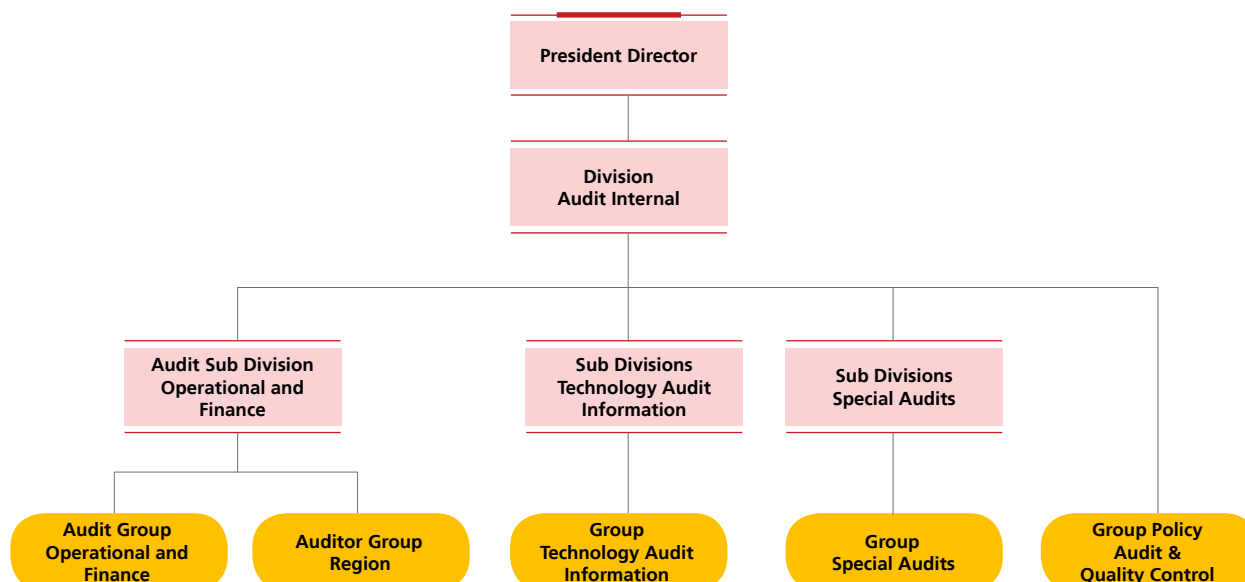 President Director
Division
Audit Internal
Audit Sub Division
Operational and
Finance
Sub Divisions
Technology Audit
Information
Sub Divisions
Special Audits
Audit Group
Operational and
Finance
Auditor Group
Region
Group
Technology Audit
Information
Group
Special Audits
Group Policy
Audit &
Quality Control